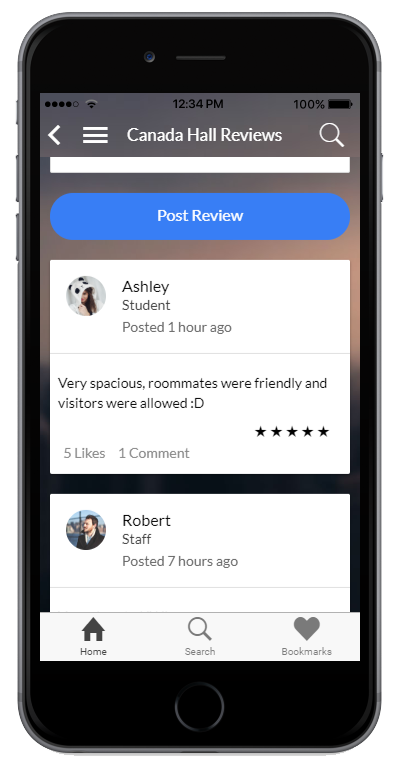 12:34 PM 100%
Canada Hall Reviews
Post Review
Ashley
Student
Posted 1 hour ago
Very spacious, roommates were friendly and
visitors were allowed :D
★★★★★
5 Likes 1 Comment
Robert
Staff
Posted 7 hours ago
Home Search Bookmarks